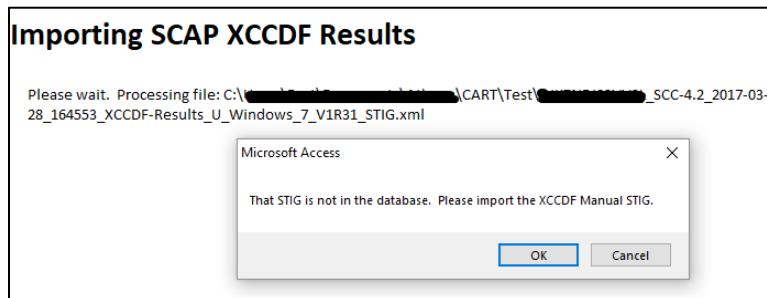 Importing SCAP XCCDF Results
Please wait.  Processing file: C:\ \CART\Test\ _SCC-4.2_2017-03-
28_164553_XCCDF-Results_U_Windows_7_V1R31_STIG.xml
Microsoft Access
That STIG is not in the database.  Please import the XCCDF Manual STIG.
OK Cancel